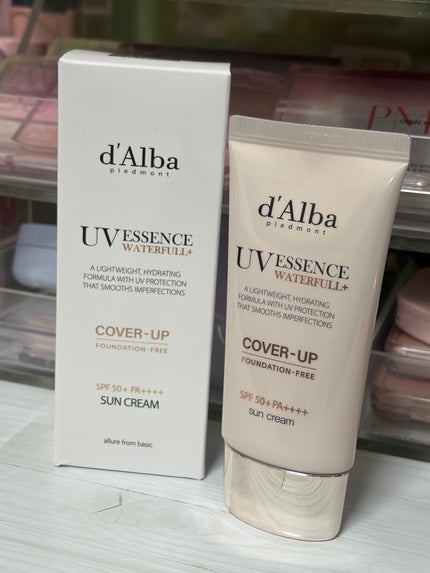 d'Alba
piedmont
UV ESSENCE
WATERFULL+
A LIGHTWEIGHT, HYDRATING
FORMULA WITH UV PROTECTION
THAT SMOOTHS IMPERFECTIONS
COVER-UP
FOUNDATION-FREE
SPF 50+ PA++++
SUN CREAM
allure from basic
d'Alba
piedmont
UV ESSENCE
WATERFULL+
A LIGHTWEIGHT, HYDRATING
FORMULA WITH UV PROTECTION
THAT SMOOTHS IMPERFECTIONS
COVER-UP
FOUNDATION-FREE
SPF 50+ PA++++
sun cream